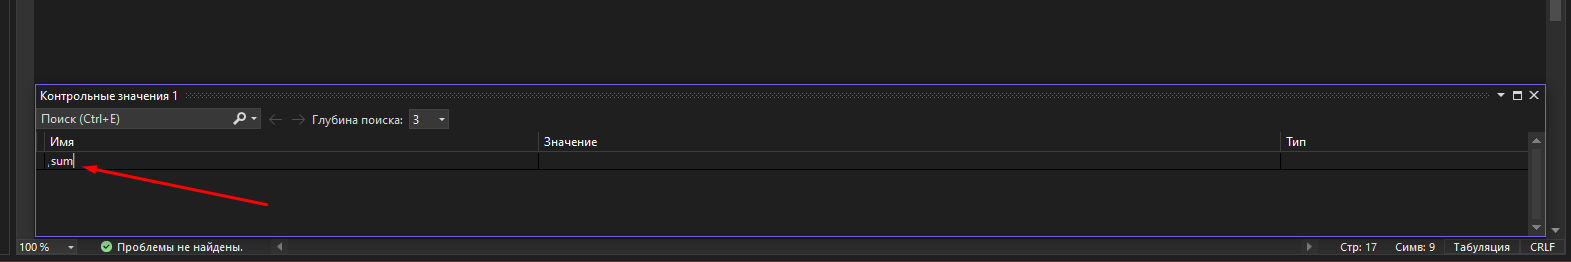 Контрольные значения 1
Поиск (Ctrl+E) Глубина поиска: 3
Имя Значение Тип
sum
100 % Проблемы не найдены. Стр: 17 Симв: 9 Табуляция CRLF